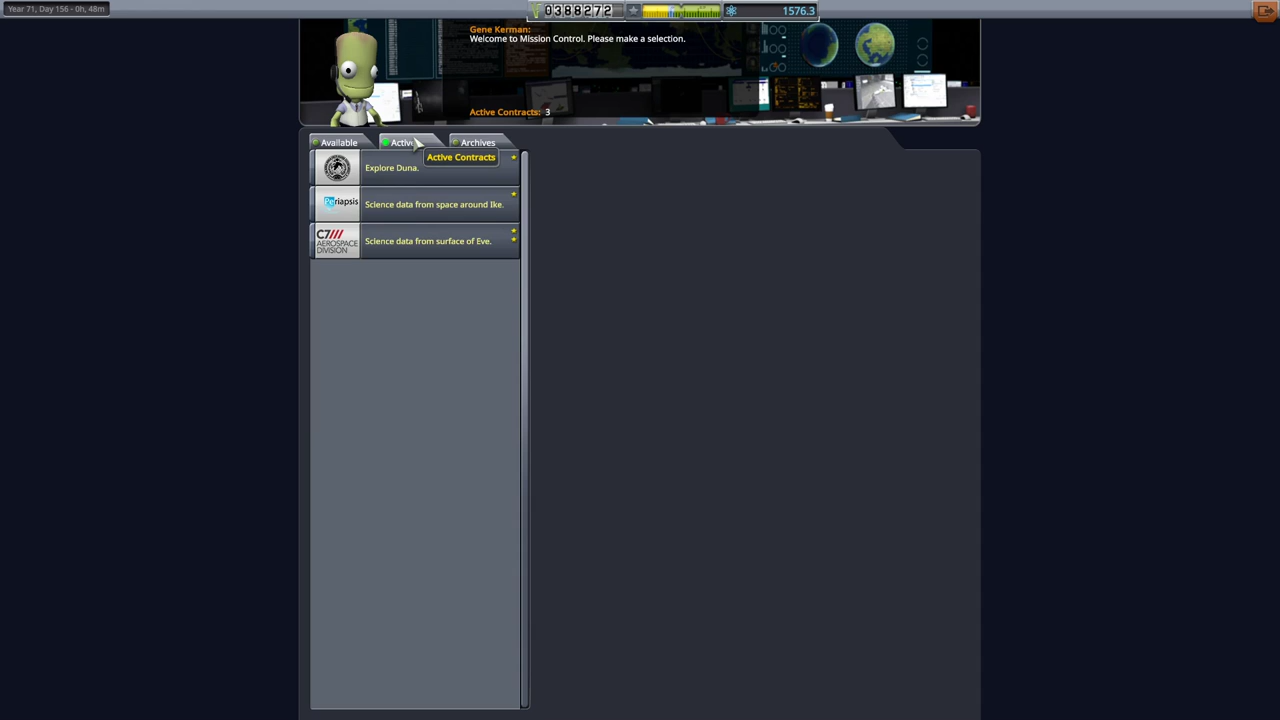 Year 71, Day 156 - 0h, 48m
0388272
1576.3
Gene Kerman:
Welcome to Mission Control. Please make a selection.
Active Contracts: 3
Available
Active
Archives
Active Contracts
Explore Duna.
Periapsis
Science data from space around Ike.
C7///
AEROSPACE
DIVISION
Science data from surface of Eve.